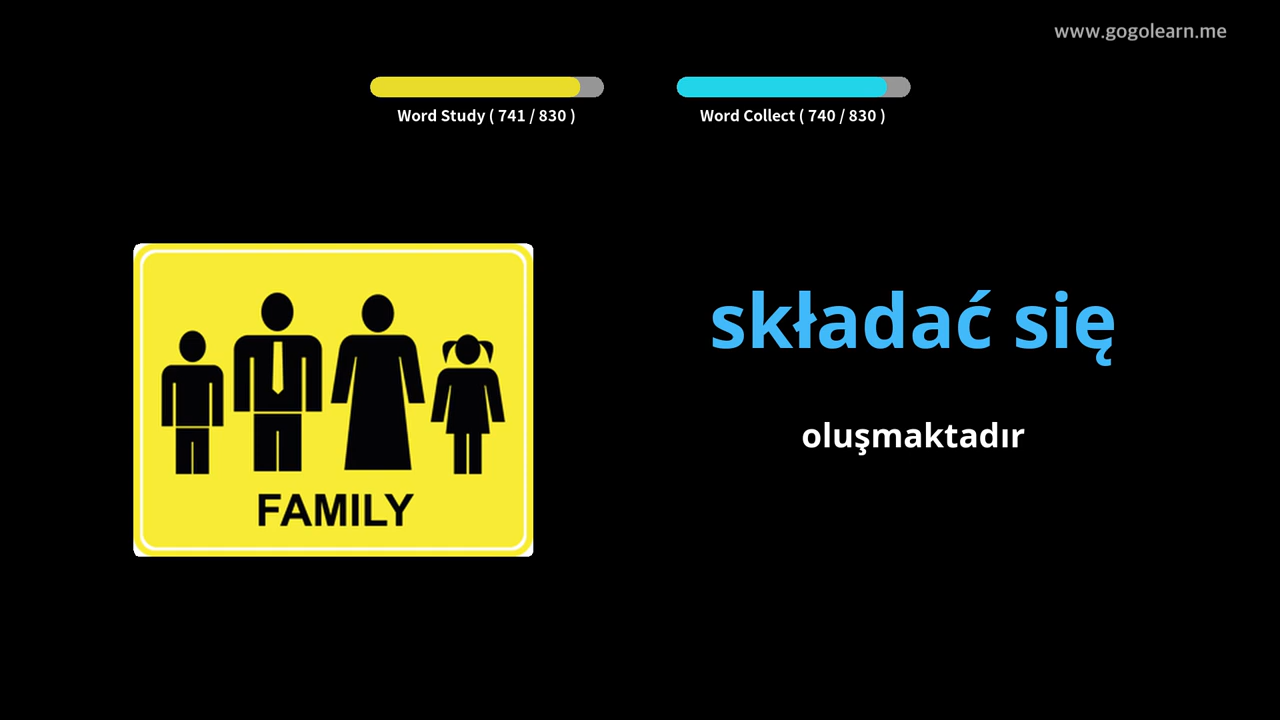 www.gogolearn.me
Word Study ( 741 / 830 )
Word Collect ( 740 / 830 )
składać się
oluşmaktadır
FAMILY